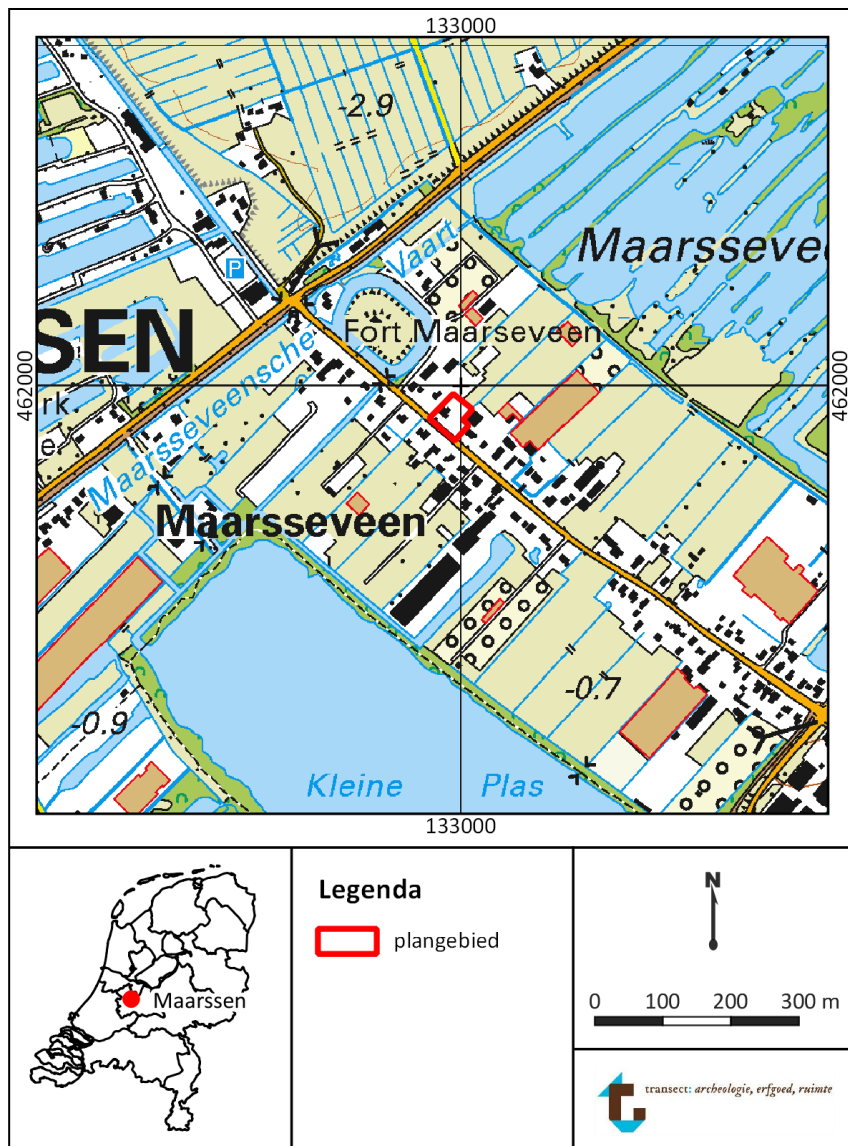 133000
-2.9
P
Vaart
Maarsseve
SEN
Fort Maarseveen
462000
462000
rk
e
Maarsseveensche
Maarsseveen
-0.7
-0.9
Kleine Plas
133000
Maarssen
Legenda
plangebied
N
0 100 200 300 m
transect: archeologie, erfgoed, ruimte